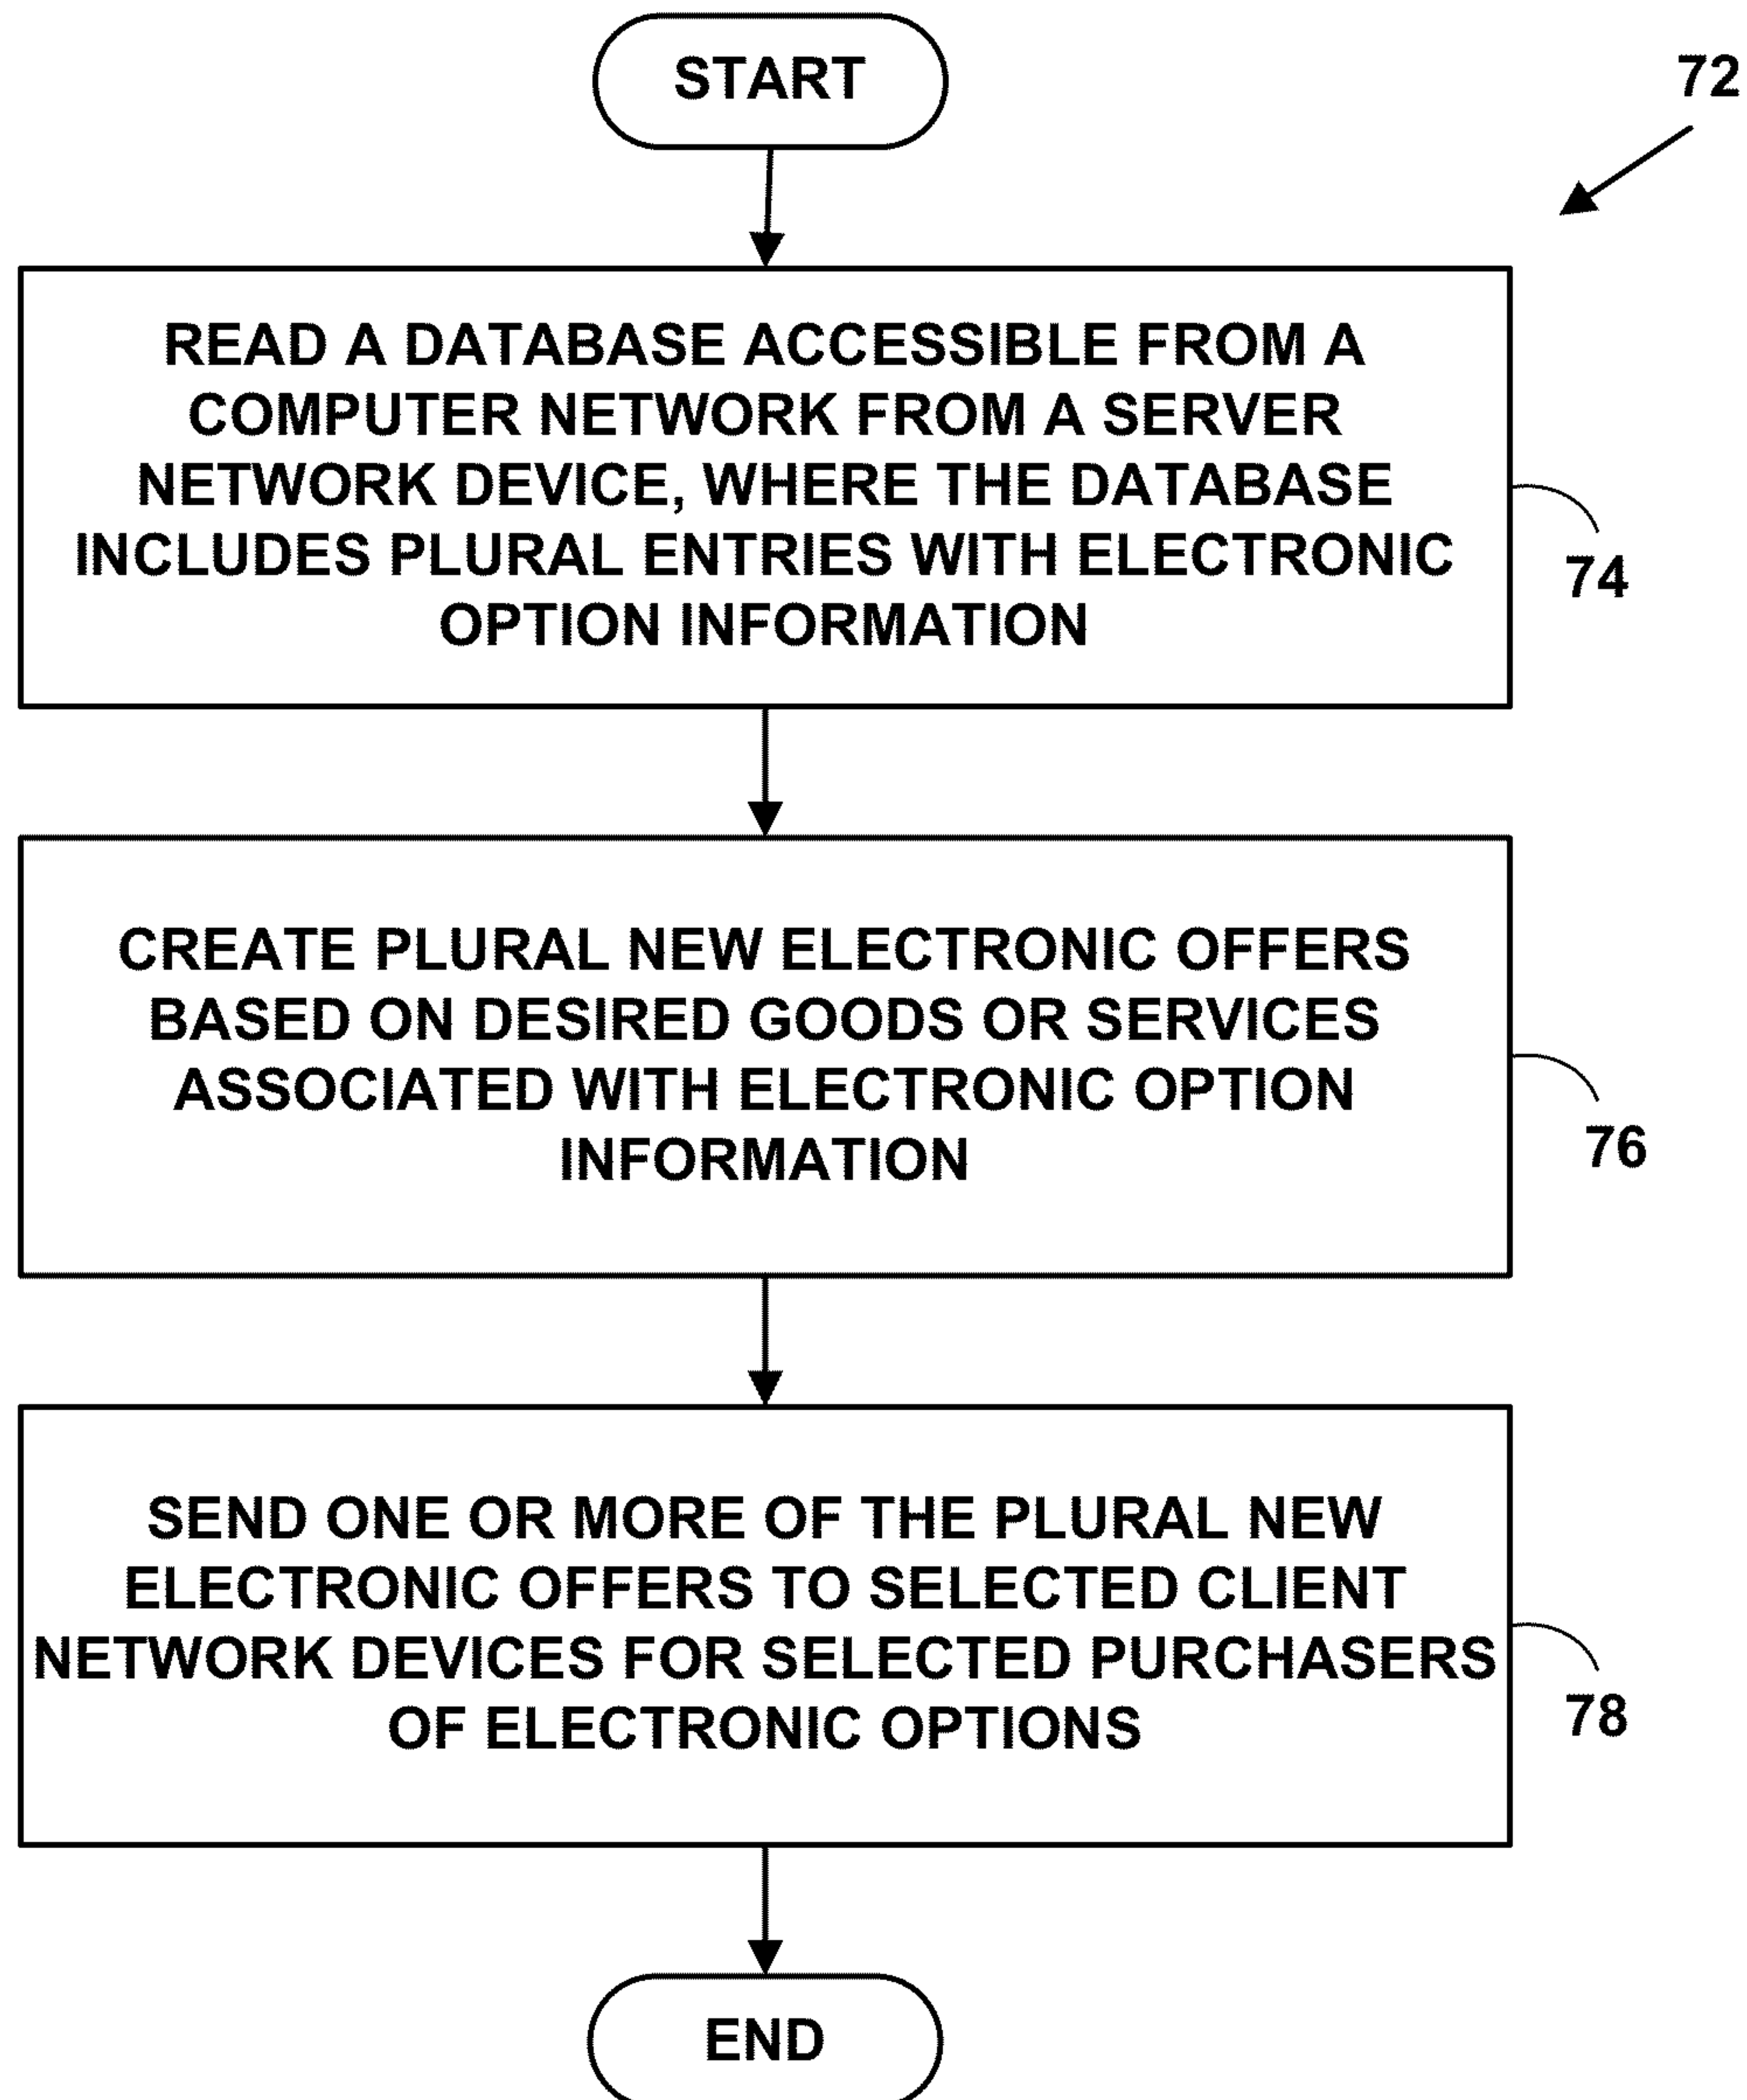 START
72
READ A DATABASE ACCESSIBLE FROM A
COMPUTER NETWORK FROM A SERVER
NETWORK DEVICE, WHERE THE DATABASE
INCLUDES PLURAL ENTRIES WITH ELECTRONIC
OPTION INFORMATION
74
CREATE PLURAL NEW ELECTRONIC OFFERS
BASED ON DESIRED GOODS OR SERVICES
ASSOCIATED WITH ELECTRONIC OPTION
INFORMATION
76
SEND ONE OR MORE OF THE PLURAL NEW
ELECTRONIC OFFERS TO SELECTED CLIENT
NETWORK DEVICES FOR SELECTED PURCHASERS
OF ELECTRONIC OPTIONS
78
END